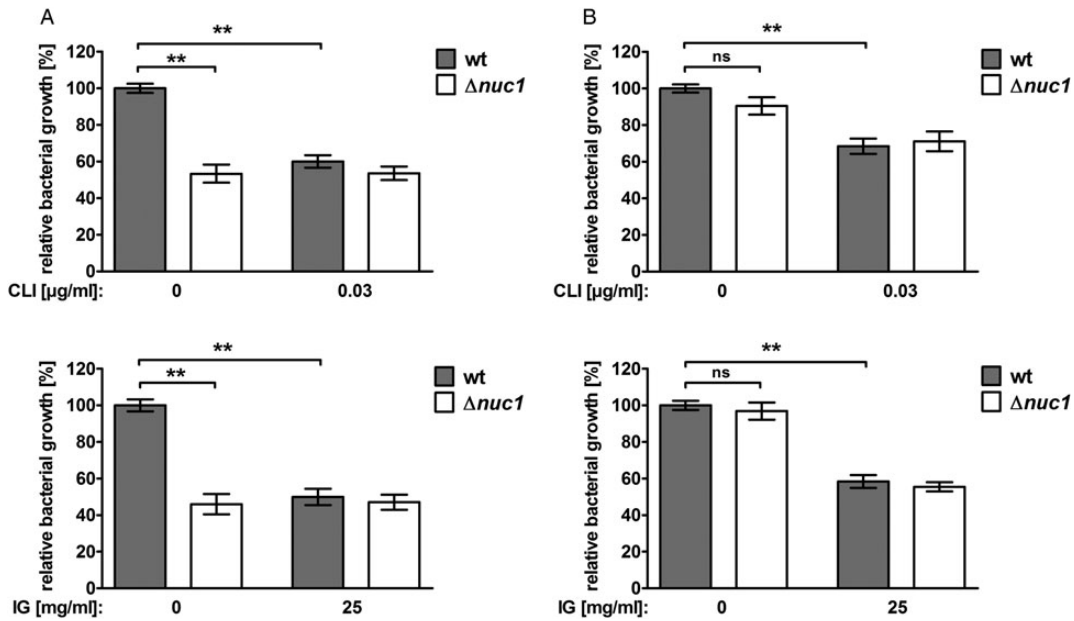 A
relative bacterial growth [%]
120
100
80
60
40
20
0
**
**
wt
Δnuc1
CLI [µg/ml]:
0
0.03
B
relative bacterial growth [%]
120
100
80
60
40
20
0
**
ns
wt
Δnuc1
CLI [µg/ml]:
0
0.03
relative bacterial growth [%]
120
100
80
60
40
20
0
**
**
wt
Δnuc1
IG [mg/ml]:
0
25
relative bacterial growth [%]
120
100
80
60
40
20
0
**
ns
wt
Δnuc1
IG [mg/ml]:
0
25